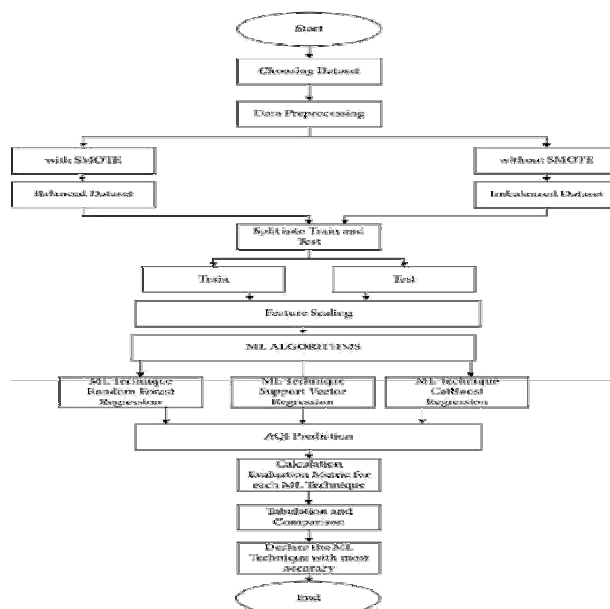 Start
Choosing Dataset
Data Preprocessing
with SMOTE
without SMOTE
Balanced Dataset
Imbalanced Dataset
Split into Train and
Test
Train
Test
Feature Scaling
ML ALGORITHMS
ML Technique
Random Forest
Regression
ML Technique
Support Vector
Regression
ML Technique
CatBoost
Regression
AQI Prediction
Calculation
Evaluation Metric for
each ML Technique
Tabulation and
Comparison
Declare the ML
Technique with most
accuracy
End